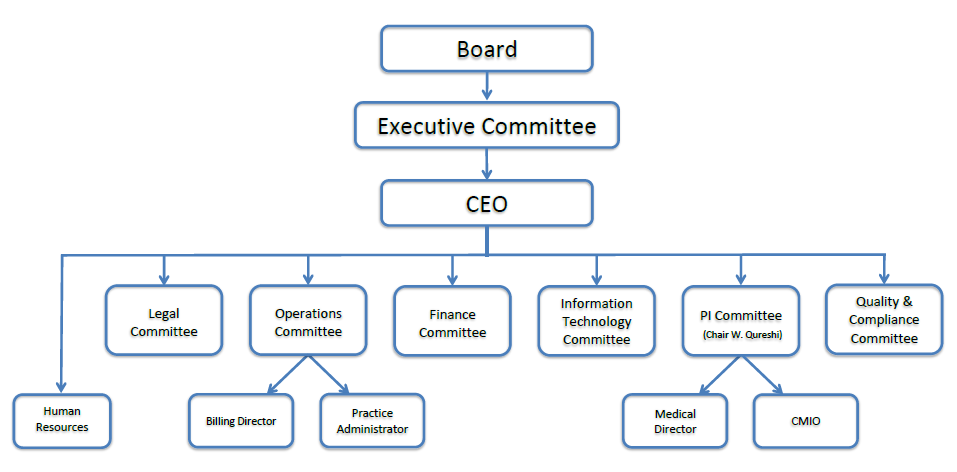 Board
Executive Committee
CEO
Legal
Committee
Operations
Committee
Finance
Committee
Information
Technology
Committee
PI Committee
(Chair W. Qureshi)
Quality &
Compliance
Committee
Human
Resources
Billing Director
Practice
Administrator
Medical
Director
CMIO